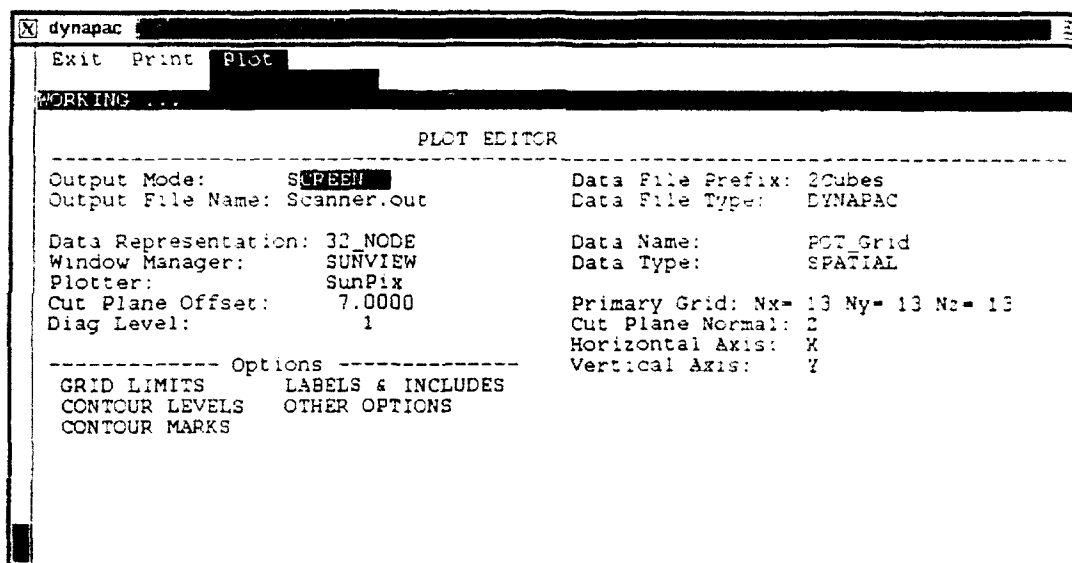 dynapac
Exit Print Plot
WORKING ...
PLOT EDITOR
Output Mode: SCREEN Data File Prefix: 2Cubes
Output File Name: Scanner.out Data File Type: DYNAPAC
Data Representation: 32_NODE Data Name: POT_Grid
Window Manager: SUNVIEW Data Type: SPATIAL
Plotter: SunPix
Cut Plane Offset: 7.0000 Primary Grid: Nx= 13 Ny= 13 Nz= 13
Diag Level: 1 Cut Plane Normal: Z
Horizontal Axis: X
------------- Options -------------- Vertical Axis: Y
GRID LIMITS LABELS & INCLUDES
CONTOUR LEVELS OTHER OPTIONS
CONTOUR MARKS